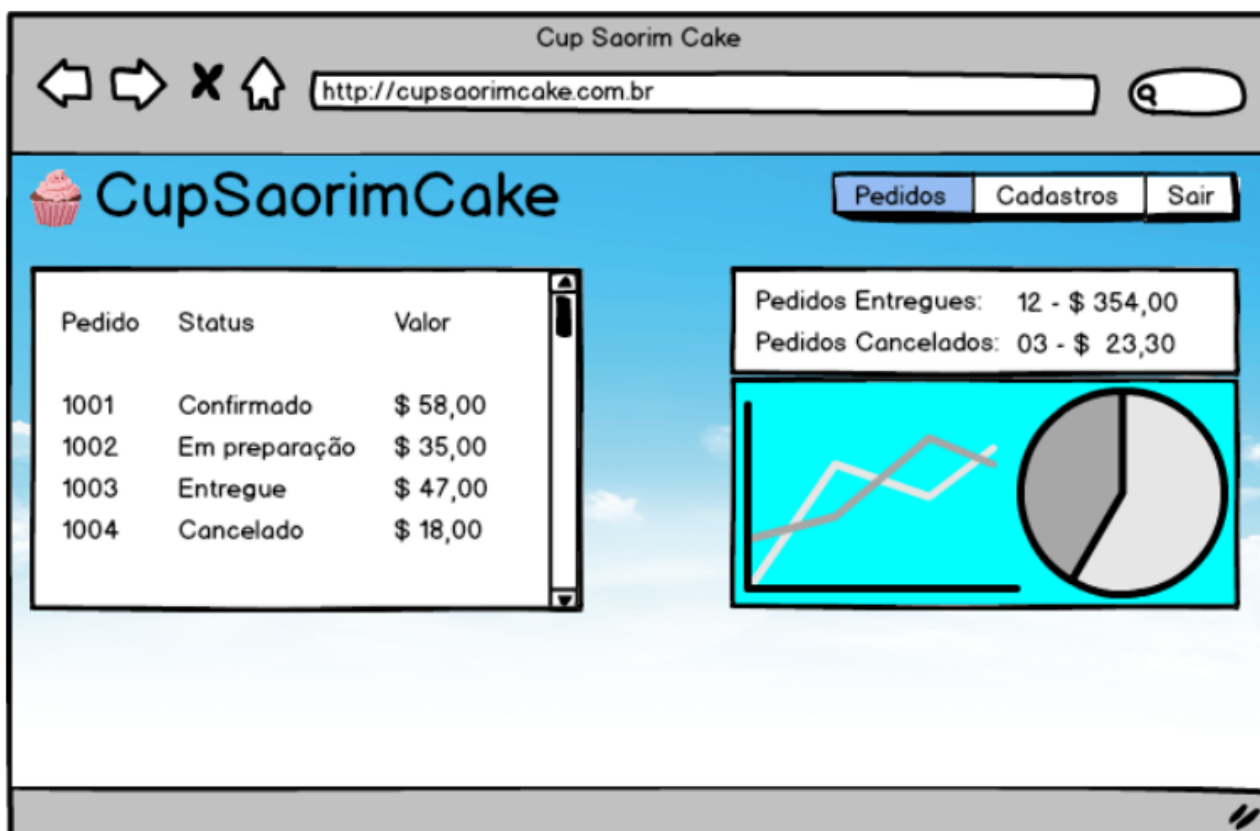 Cup Saorim Cake
http://cupsaorimcake.com.br
CupSaorimCake
Pedidos Cadastros Sair
Pedido Status Valor
1001 Confirmado $ 58,00
1002 Em preparação $ 35,00
1003 Entregue $ 47,00
1004 Cancelado $ 18,00
Pedidos Entregues: 12 - $ 354,00
Pedidos Cancelados: 03 - $ 23,30